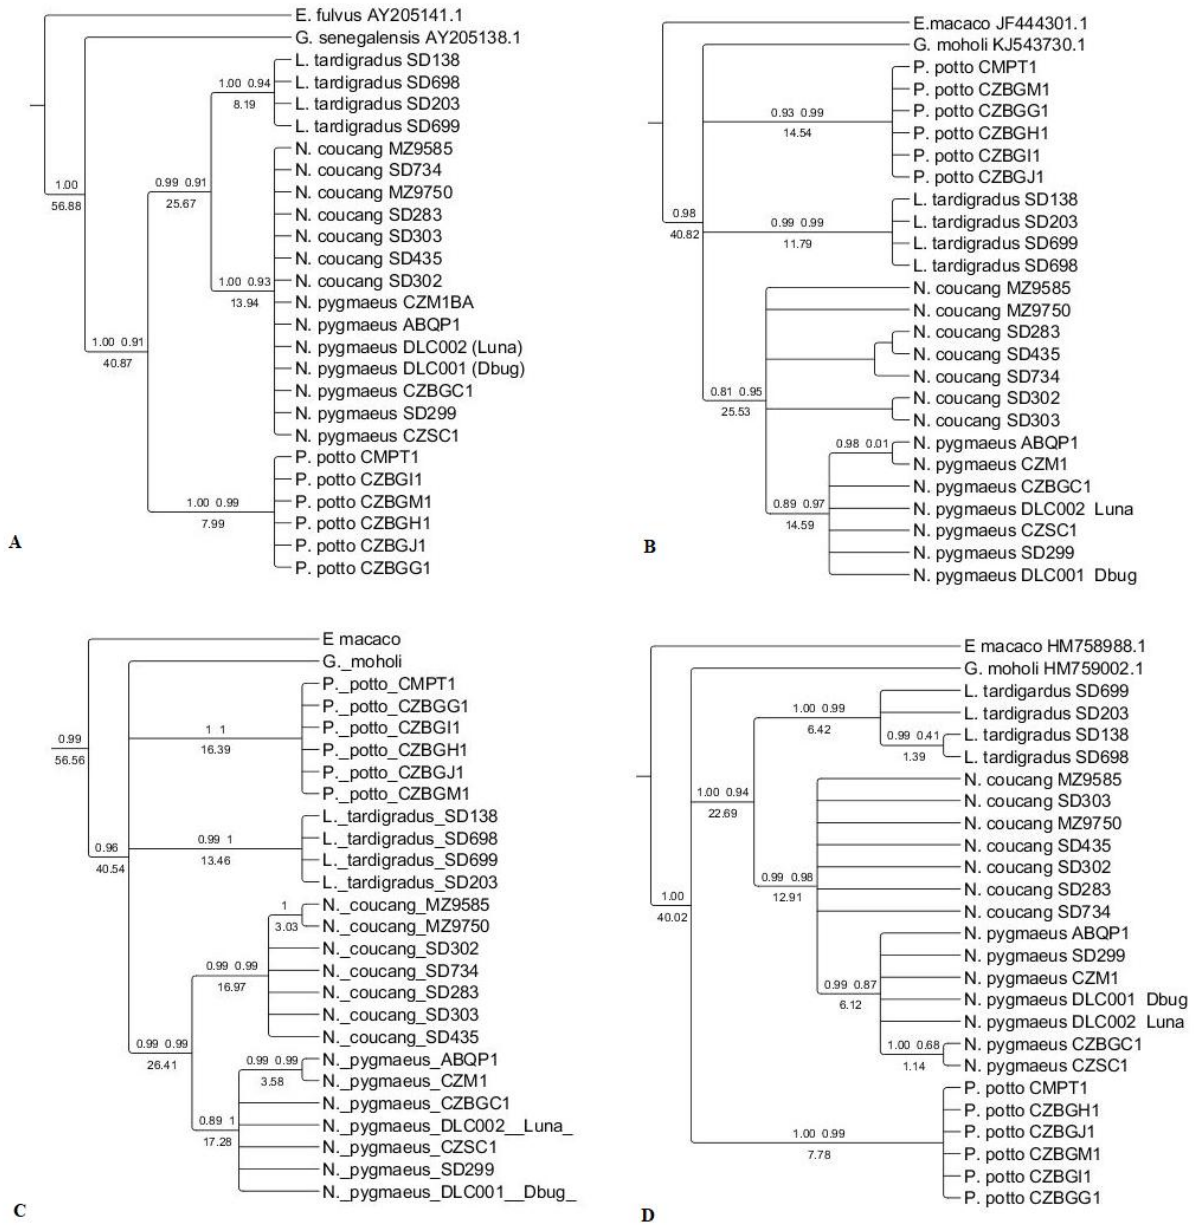 E. fulvus AY205141.1
G. senegalensis AY205138.1
L. tardigradus SD138
1.00 0.94
L. tardigradus SD698
8.19
L. tardigradus SD203
L. tardigradus SD699
N. coucang MZ9585
N. coucang SD734
1.00
0.99 0.91
N. coucang MZ9750
56.88
25.67
N. coucang SD283
N. coucang SD303
N. coucang SD435
1.00 0.93
N. coucang SD302
13.94
N. pygmaeus CZM1BA
N. pygmaeus ABQP1
1.00 0.91
N. pygmaeus DLC002 (Luna)
40.87
N. pygmaeus DLC001 (Dbug)
N. pygmaeus CZBGC1
N. pygmaeus SD299
N. pygmaeus CZSC1
P. potto CMPT1
P. potto CZBGI1
1.00 0.99
P. potto CZBGM1
7.99
P. potto CZBGH1
P. potto CZBGJ1
P. potto CZBGG1
A
E.macaco JF444301.1
G. moholi KJ543730.1
P. potto CMPT1
P. potto CZBGM1
0.93 0.99
P. potto CZBGG1
14.54
P. potto CZBGH1
P. potto CZBGI1
P. potto CZBGJ1
L. tardigradus SD138
0.98
0.99 0.99
L. tardigradus SD203
40.82
11.79
L. tardigradus SD699
L. tardigradus SD698
N. coucang MZ9585
N. coucang MZ9750
N. coucang SD283
N. coucang SD435
N. coucang SD734
0.81 0.95
25.53
N. coucang SD302
N. coucang SD303
0.98 0.01
N. pygmaeus ABQP1
N. pygmaeus CZM1
N. pygmaeus CZBGC1
0.89 0.97
14.59
N. pygmaeus DLC002 Luna
N. pygmaeus CZSC1
N. pygmaeus SD299
N. pygmaeus DLC001 Dbug
B
E macaco
G._moholi
P._potto_CMPT1
P._potto_CZBGG1
1 1
P._potto_CZBGI1
16.39
P._potto_CZBGH1
0.99
56.56
P._potto_CZBGJ1
P._potto_CZBGM1
L._tardigradus_SD138
0.99 1
L._tardigradus_SD698
13.46
L._tardigradus_SD699
0.96
40.54
L._tardigradus_SD203
1
N._coucang_MZ9585
3.03
N._coucang_MZ9750
N._coucang_SD302
0.99 0.99
N._coucang_SD734
16.97
N._coucang_SD283
N._coucang_SD303
N._coucang_SD435
0.99 0.99
26.41
0.99 0.99
N._pygmaeus_ABQP1
3.58
N._pygmaeus_CZM1
N._pygmaeus_CZBGC1
0.89 1
17.28
N._pygmaeus_DLC002__Luna_
N._pygmaeus_CZSC1
N._pygmaeus_SD299
N._pygmaeus_DLC001__Dbug_
C
E macaco HM758988.1
G. moholi HM759002.1
L. tardigardus SD699
1.00 0.99
6.42
L. tardigradus SD203
0.99 0.41
L. tardigradus SD138
1.39
L. tardigradus SD698
N. coucang MZ9585
1.00 0.94
22.69
N. coucang SD303
N. coucang MZ9750
N. coucang SD435
N. coucang SD302
0.99 0.98
12.91
N. coucang SD283
N. coucang SD734
1.00
40.02
N. pygmaeus ABQP1
N. pygmaeus SD299
N. pygmaeus CZM1
0.99 0.87
6.12
N. pygmaeus DLC001 Dbug
N. pygmaeus DLC002 Luna
1.00 0.68
N. pygmaeus CZBGC1
1.14
N. pygmaeus CZSC1
P. potto CMPT1
P. potto CZBGH1
1.00 0.99
P. potto CZBGJ1
7.78
P. potto CZBGM1
P. potto CZBGI1
P. potto CZBGG1
D